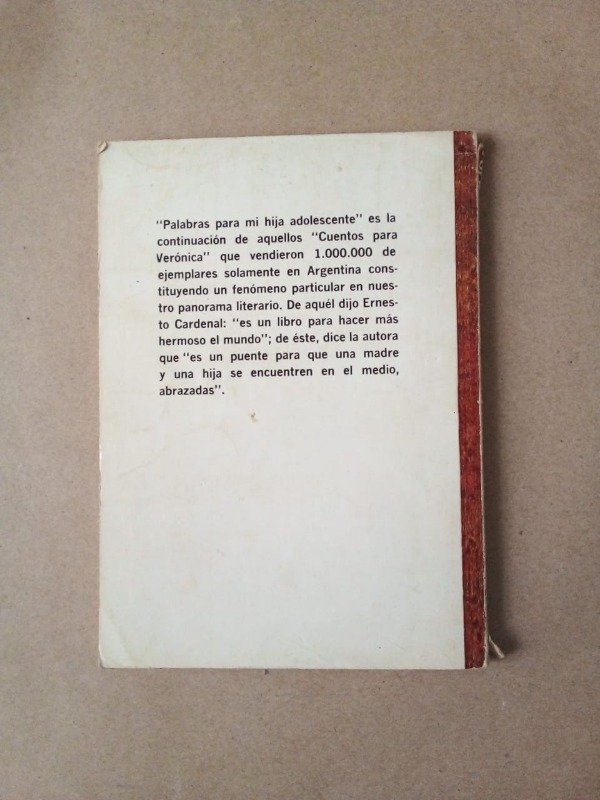 "Palabras para mi hija adolescente" es la
continuación de aquellos "Cuentos para
Verónica" que vendieron 1.000.000 de
ejemplares solamente en Argentina cons-
tituyendo un fenómeno particular en nues-
tro panorama literario. De aquél dijo Ernes-
to Cardenal: "es un libro para hacer más
hermoso el mundo"; de éste, dice la autora
que "es un puente para que una madre
y una hija se encuentren en el medio,
abrazadas".